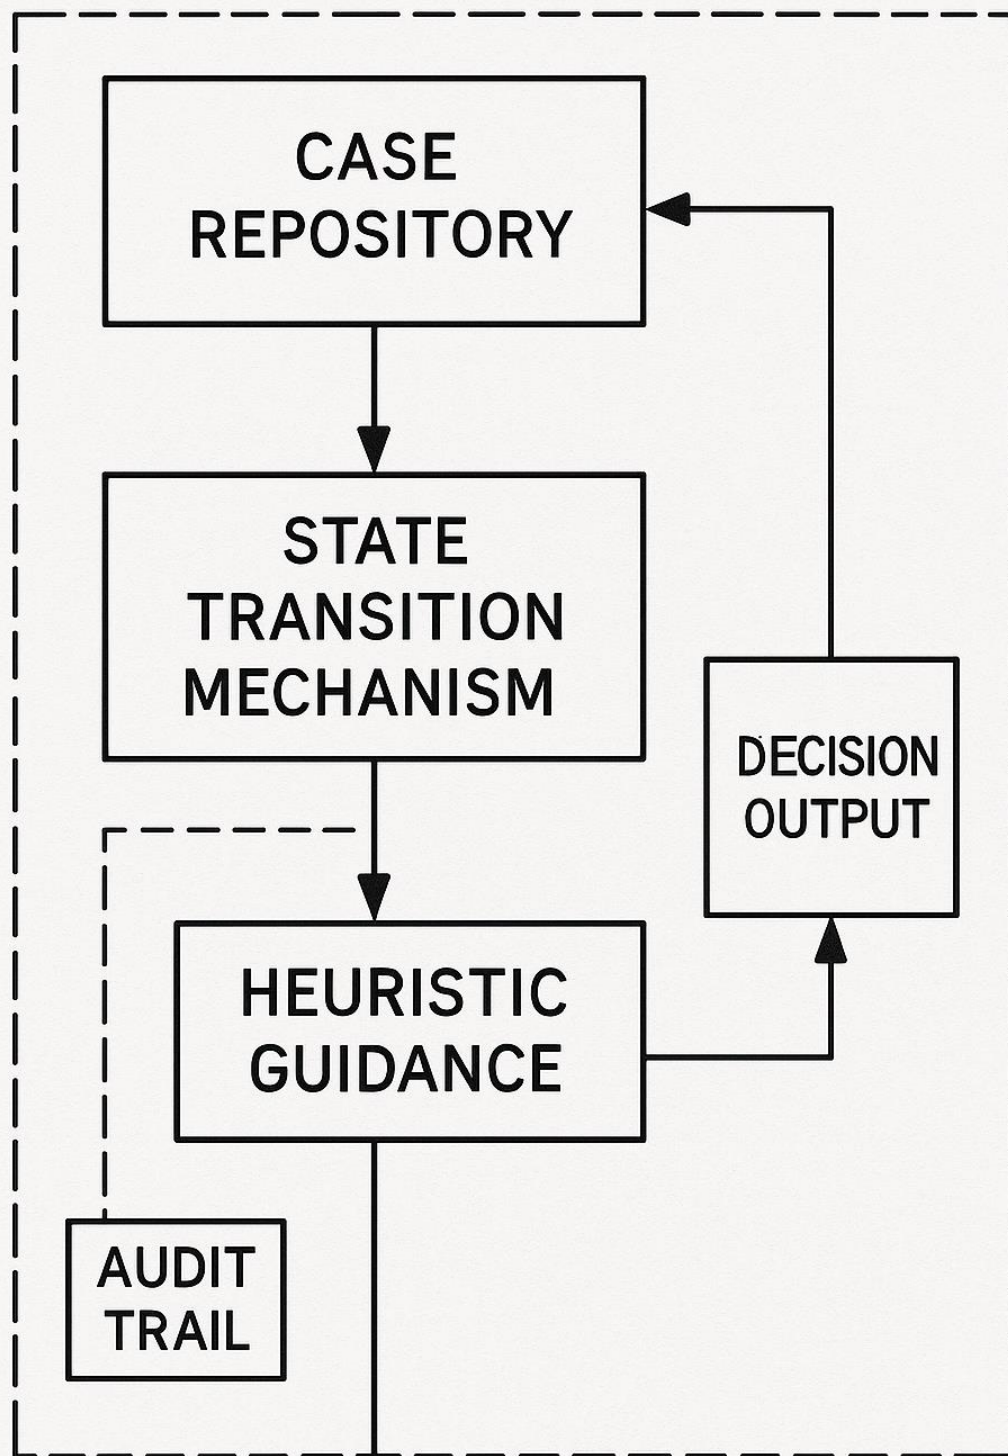 CASE
REPOSITORY
STATE
TRANSITION
MECHANISM
DECISION
OUTPUT
HEURISTIC
GUIDANCE
AUDIT
TRAIL